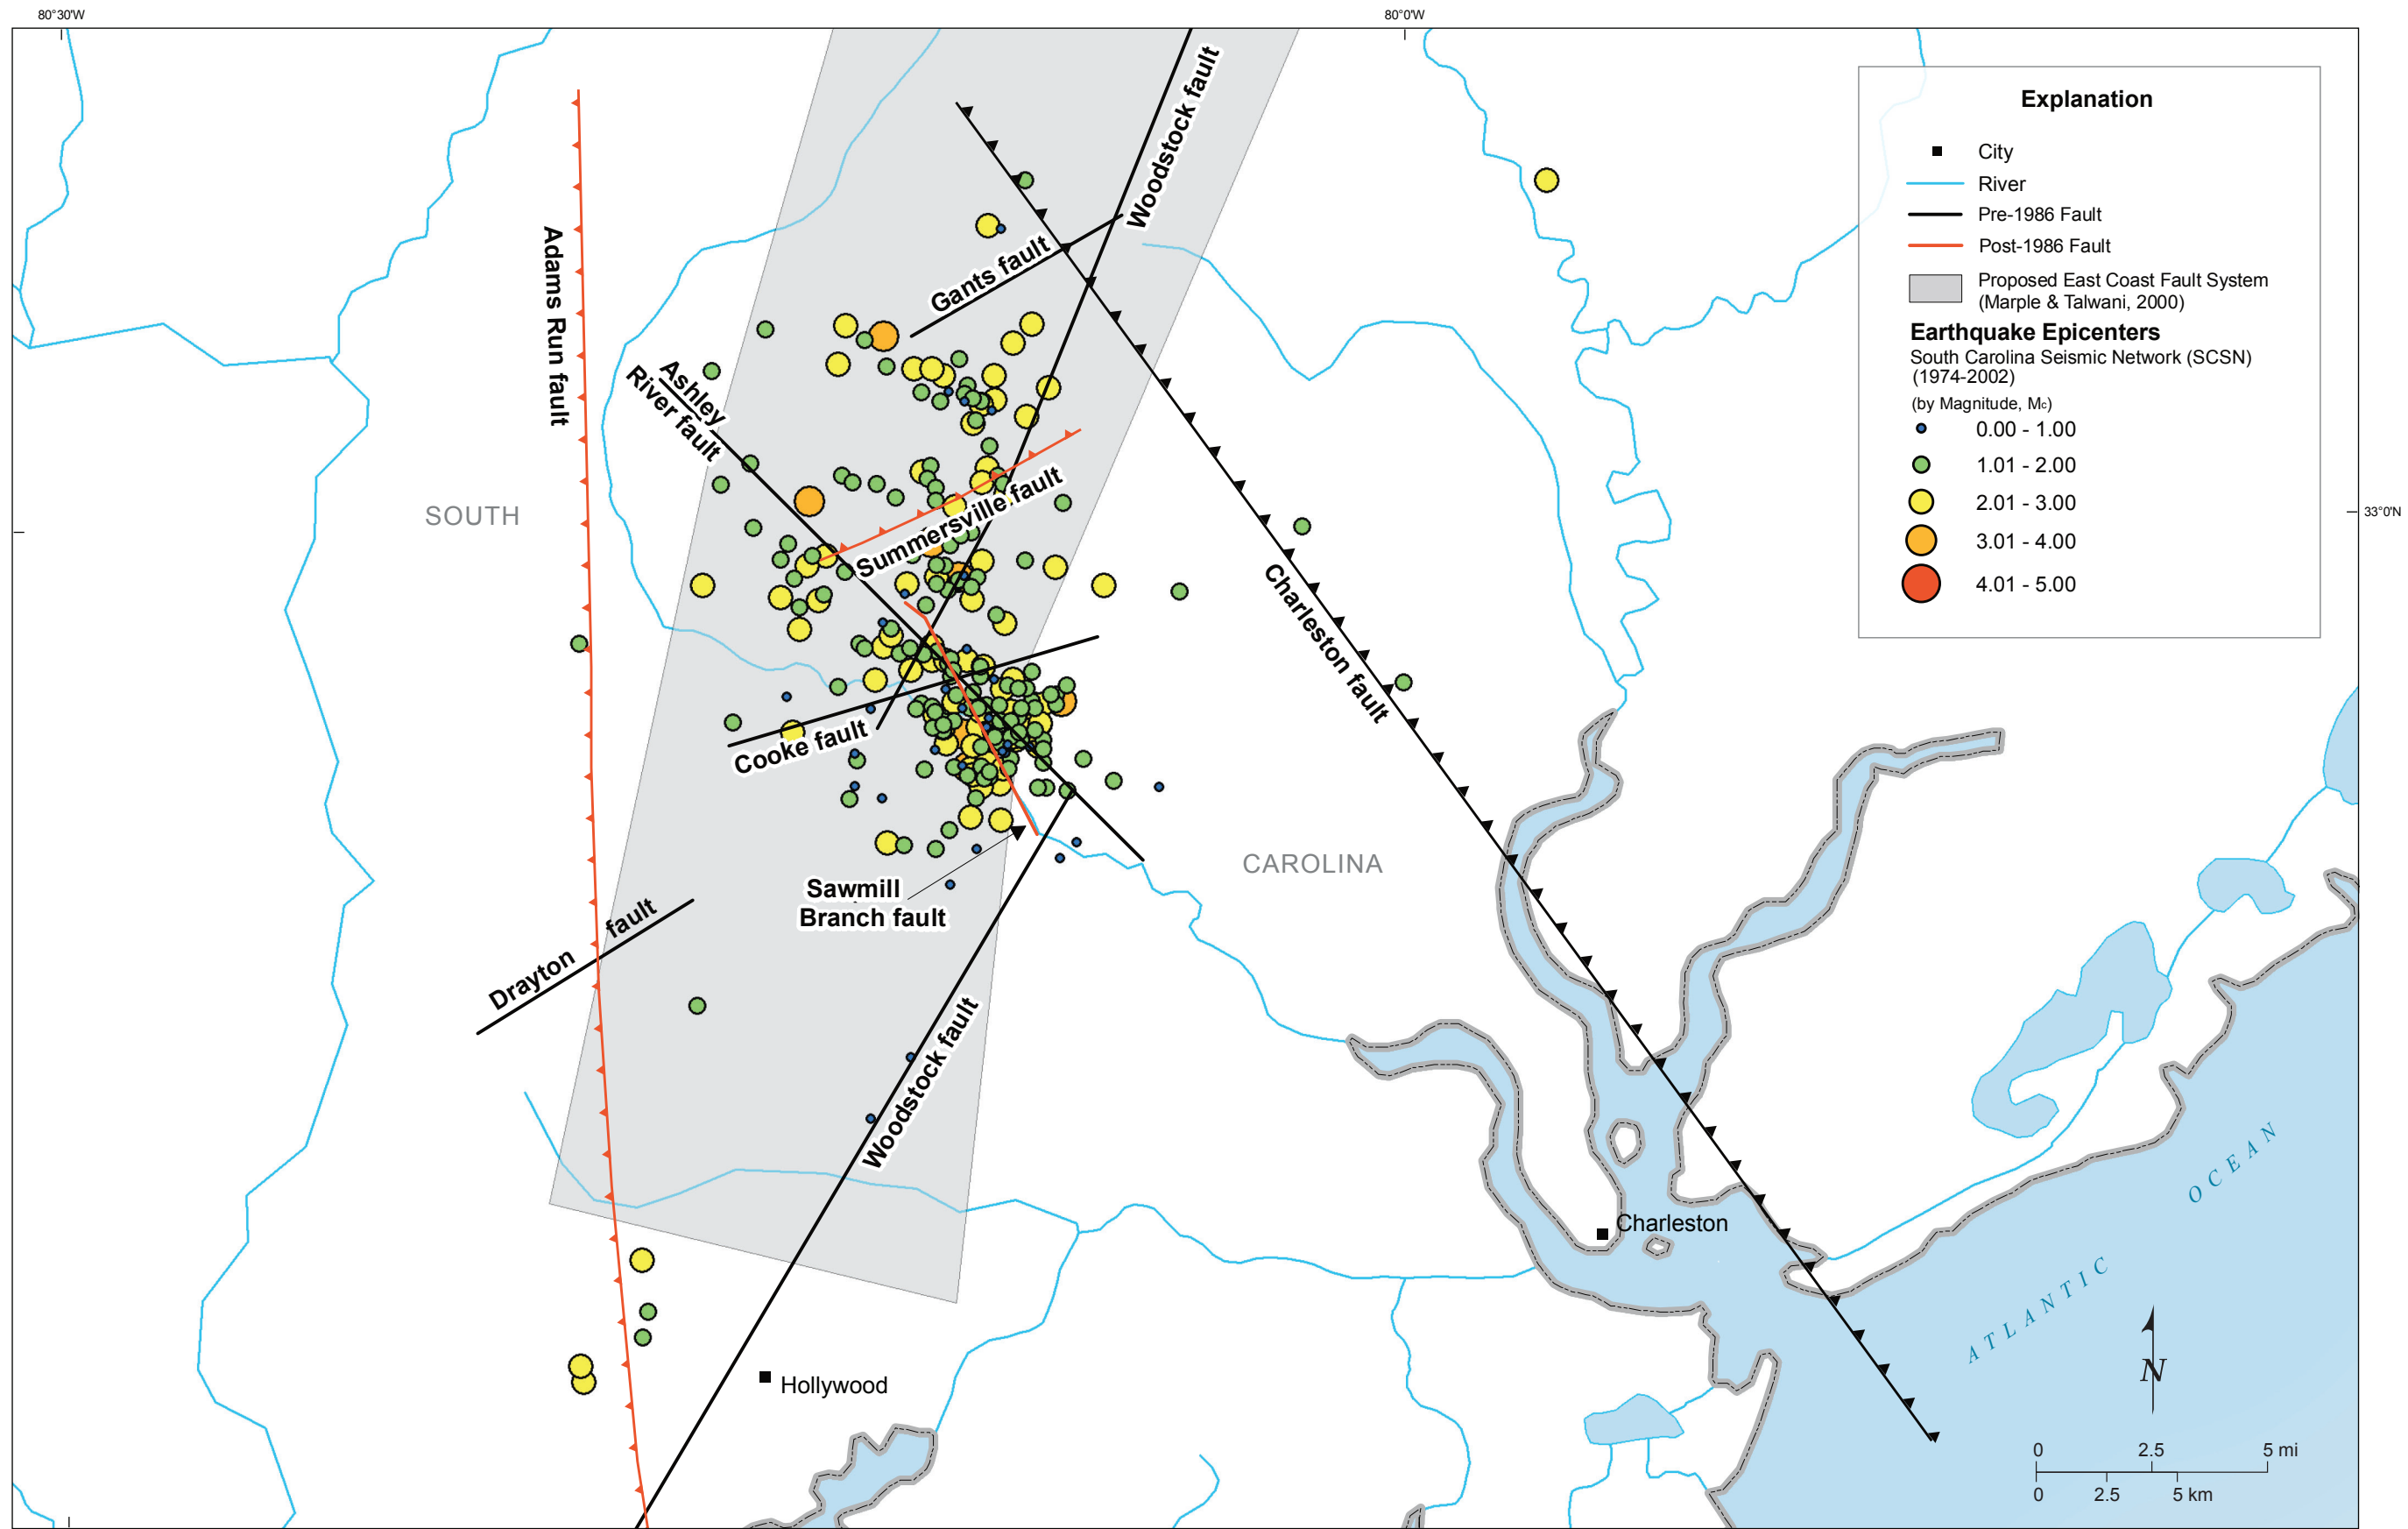 80°30'W
80°0'W
33°0'N
Explanation
City
River
Pre-1986 Fault
Post-1986 Fault
Proposed East Coast Fault System
(Marple & Talwani, 2000)
Earthquake Epicenters
South Carolina Seismic Network (SCSN)
(1974-2002)
(by Magnitude, Mc)
0.00 - 1.00
1.01 - 2.00
2.01 - 3.00
3.01 - 4.00
4.01 - 5.00
Woodstock fault
Adams Run fault
Gants fault
Ashley
River fault
SOUTH
Summersville fault
Charleston fault
Cooke fault
CAROLINA
Sawmill
Branch fault
Drayton fault
Woodstock fault
Charleston
Hollywood
ATLANTIC OCEAN
N
0 2.5 5 mi
0 2.5 5 km